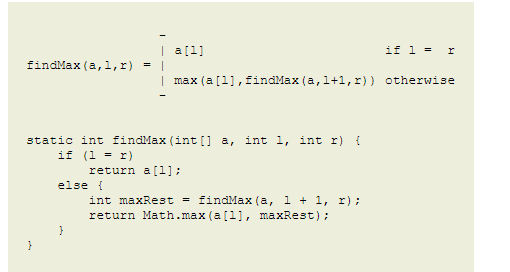 _
                 | a[l]                       if l =  r
findMax(a,l,r) = |
                 | max(a[l],findMax(a,l+1,r)) otherwise
                  _
static int findMax(int[] a, int l, int r) {
    if (l = r)
        return a[l];
    else {
        int maxRest = findMax(a, l + 1, r);
        return Math.max(a[l], maxRest);
    }
}